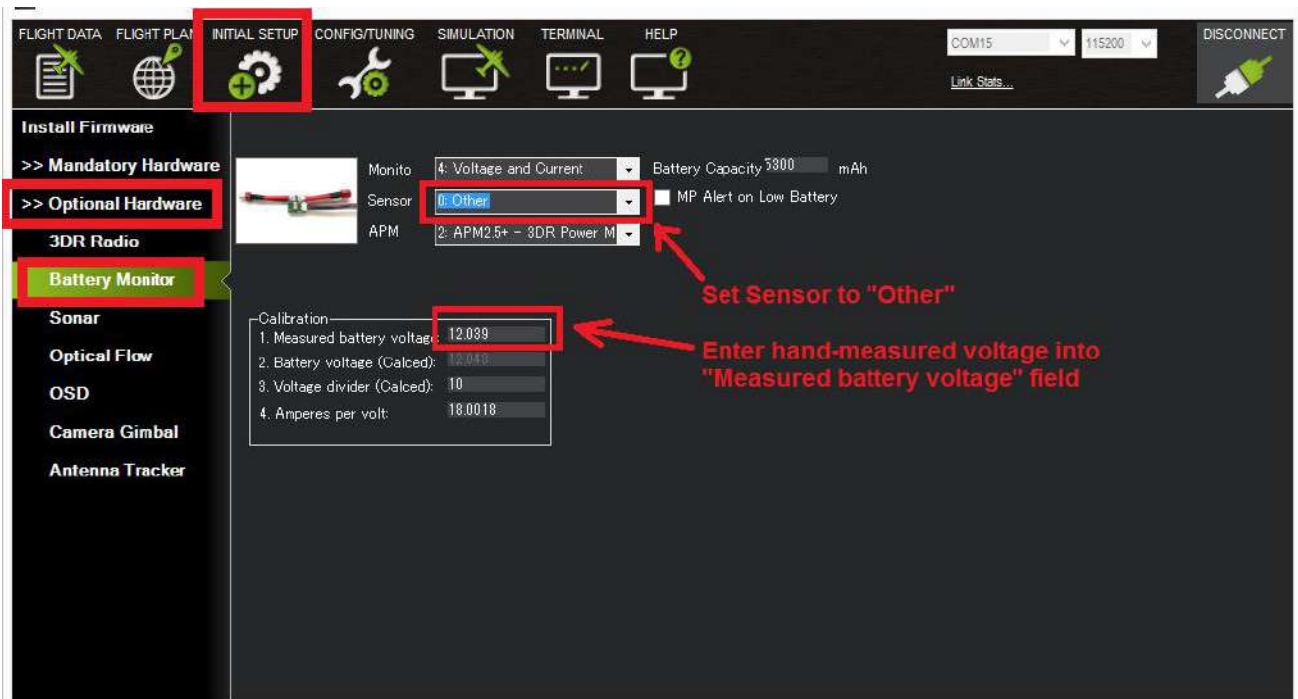 FLIGHT DATA FLIGHT PLAN INITIAL SETUP CONFIG/TUNING SIMULATION TERMINAL HELP
COM15 115200 DISCONNECT
Link Stats...
Install Firmware
>> Mandatory Hardware
>> Optional Hardware
3DR Radio
Battery Monitor
Sonar
Optical Flow
OSD
Camera Gimbal
Antenna Tracker
Monito 4: Voltage and Current Battery Capacity 5300 mAh
Sensor 0: Other MP Alert on Low Battery
APM 2: APM2.5+ - 3DR Power M
Set Sensor to "Other"
Calibration
1. Measured battery voltage: 12.039
2. Battery voltage (Calced): 12.048
3. Voltage divider (Calced): 10
4. Amperes per volt: 18.0018
Enter hand-measured voltage into
"Measured battery voltage" field